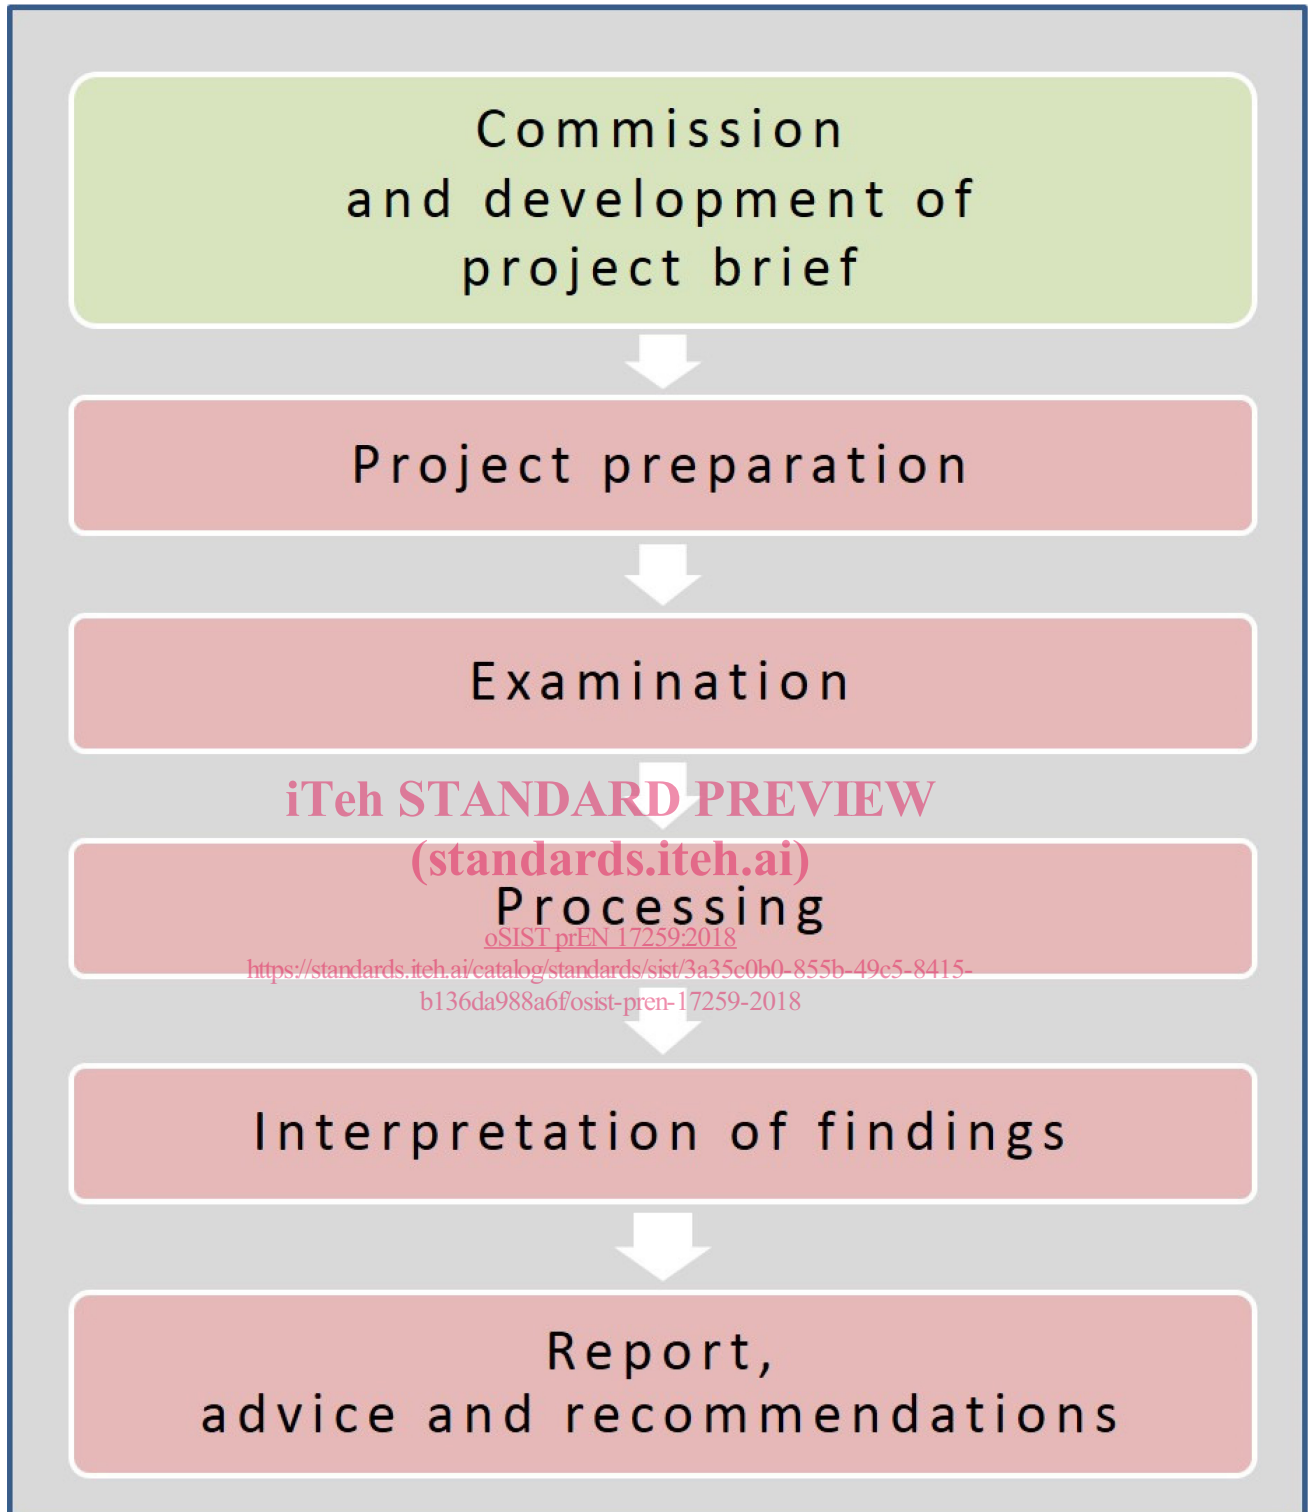 Commission
and development of
project brief
Project preparation
Examination
iTeh STANDARD PREVIEW
(standards.iteh.ai)
Processing
oSIST prEN 17259:2018
https://standards.iteh.ai/catalog/standards/sist/3a35c0b0-855b-49c5-8415-
b136da988a6f/osist-pren-17259-2018
Interpretation of findings
Report,
advice and recommendations